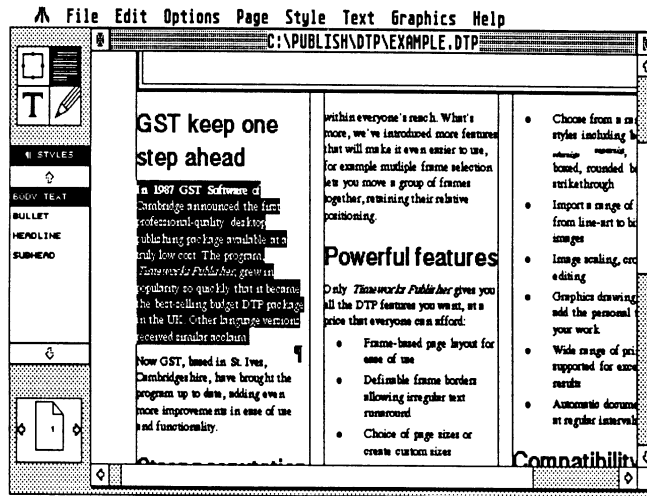 File Edit Options Page Style Text Graphics Help
C:\PUBLISH\DTP\EXAMPLE.DTP
T
¶ STYLES
BODY TEXT
BULLET
HEADLINE
SUBHEAD
1
GST keep one
step ahead
In 1987 GST Software of
Cambridge announced the first
professional-quality desktop
publishing package available at a
truly low cost. The program,
Timeworks Publisher, grew in
popularity so quickly that it became
the best-selling budget DTP package
in the UK. Other language versions
received similar acclaim. ¶
Now GST, based in St. Ives,
Cambridgeshire, have brought the
program up to date, adding even
more improvements in ease of use
and functionality.
within everyone's reach. What's
more, we've introduced more features
that will make it even easier to use,
for example mutliple frame selection
lets you move a group of frames
together, retaining their relative
positioning.
Powerful features
Only Timeworks Publisher gives you
all the DTP features you want, at a
price that everyone can afford:
• Frame-based page layout for
ease of use
• Definable frame borders
allowing irregular text
runaround
• Choice of page sizes or
create custom sizes
• Choose from a ra
styles including b
boxed, rounded b
strikethrough
• Import a range of
from line-art to bi
images
• Image scaling, cro
editing
• Graphics drawing
add the personal t
your work
• Wide range of pri
supported for exce
results
• Automatic docume
at regular interval
Compatibility